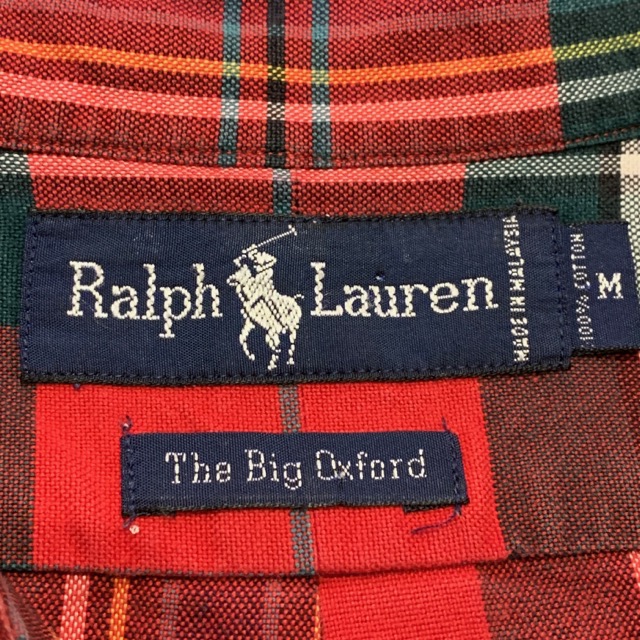 Ralph Lauren
MADE IN MALAYSIA
100% COTTON
M
The Big Oxford